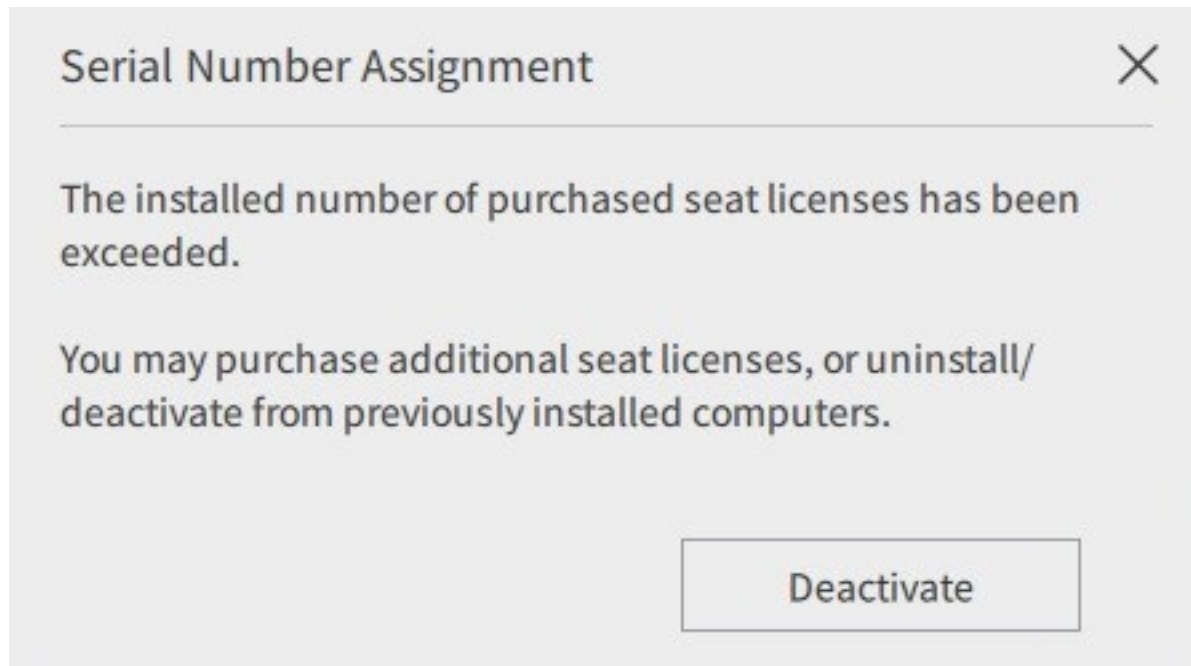 Serial Number Assignment
The installed number of purchased seat licenses has been
exceeded.
You may purchase additional seat licenses, or uninstall/
deactivate from previously installed computers.
Deactivate